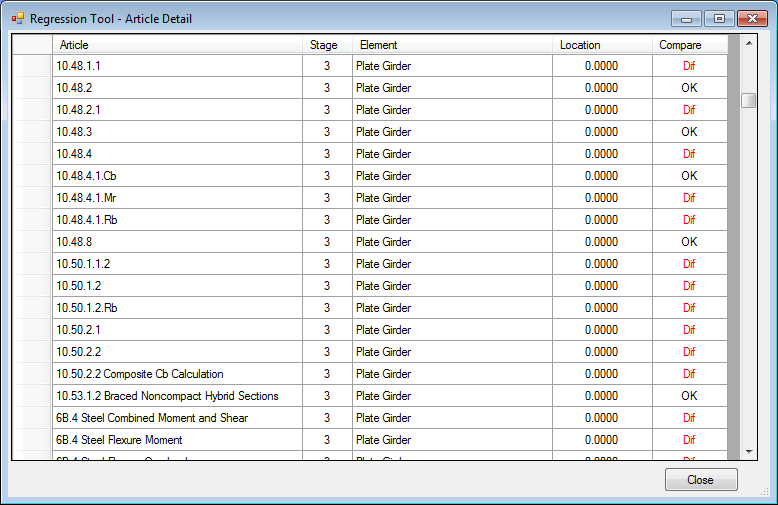 Regression Tool - Article Detail
Article Stage Element Location Compare
10.48.1.1 3 Plate Girder 0.0000 Dif
10.48.2 3 Plate Girder 0.0000 OK
10.48.2.1 3 Plate Girder 0.0000 Dif
10.48.3 3 Plate Girder 0.0000 OK
10.48.4 3 Plate Girder 0.0000 Dif
10.48.4.1.Cb 3 Plate Girder 0.0000 OK
10.48.4.1.Mr 3 Plate Girder 0.0000 Dif
10.48.4.1.Rb 3 Plate Girder 0.0000 Dif
10.48.8 3 Plate Girder 0.0000 OK
10.50.1.1.2 3 Plate Girder 0.0000 Dif
10.50.1.2 3 Plate Girder 0.0000 Dif
10.50.1.2.Rb 3 Plate Girder 0.0000 Dif
10.50.2.1 3 Plate Girder 0.0000 Dif
10.50.2.2 3 Plate Girder 0.0000 Dif
10.50.2.2 Composite Cb Calculation 3 Plate Girder 0.0000 Dif
10.53.1.2 Braced Noncompact Hybrid Sections 3 Plate Girder 0.0000 OK
6B.4 Steel Combined Moment and Shear 3 Plate Girder 0.0000 Dif
6B.4 Steel Flexure Moment 3 Plate Girder 0.0000 Dif
Close